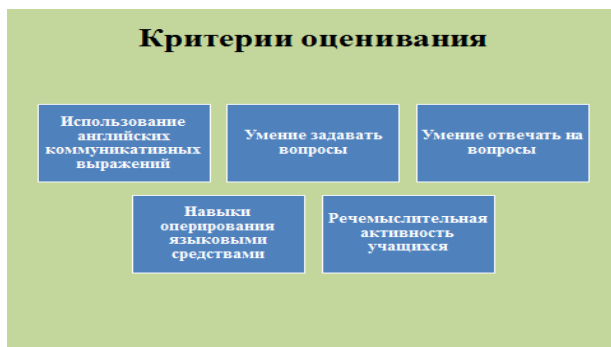 Критерии оценивания
Использование
английских
коммуникативных
выражений
Умение задавать
вопросы
Умение отвечать на
вопросы
Навыки
оперирования
языковыми
средствами
Речемыслительная
активность
учащихся